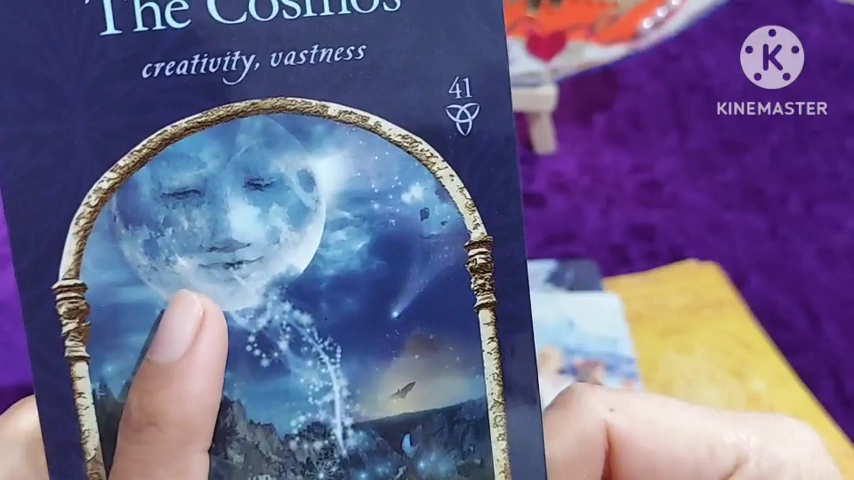 The Cosmos
creativity, vastness
41
K
KINEMASTER